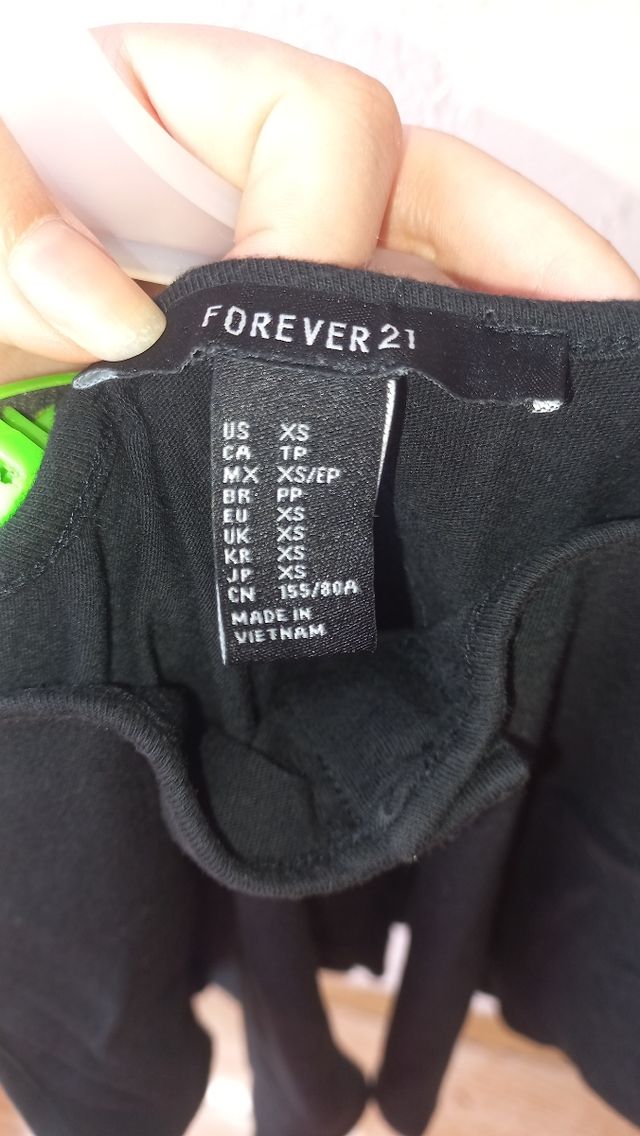 FOREVER 21
US XS
CA TP
MX XS/EP
BR PP
EU XS
UK XS
KR XS
JP XS
CN 155/80A
MADE IN
VIETNAM